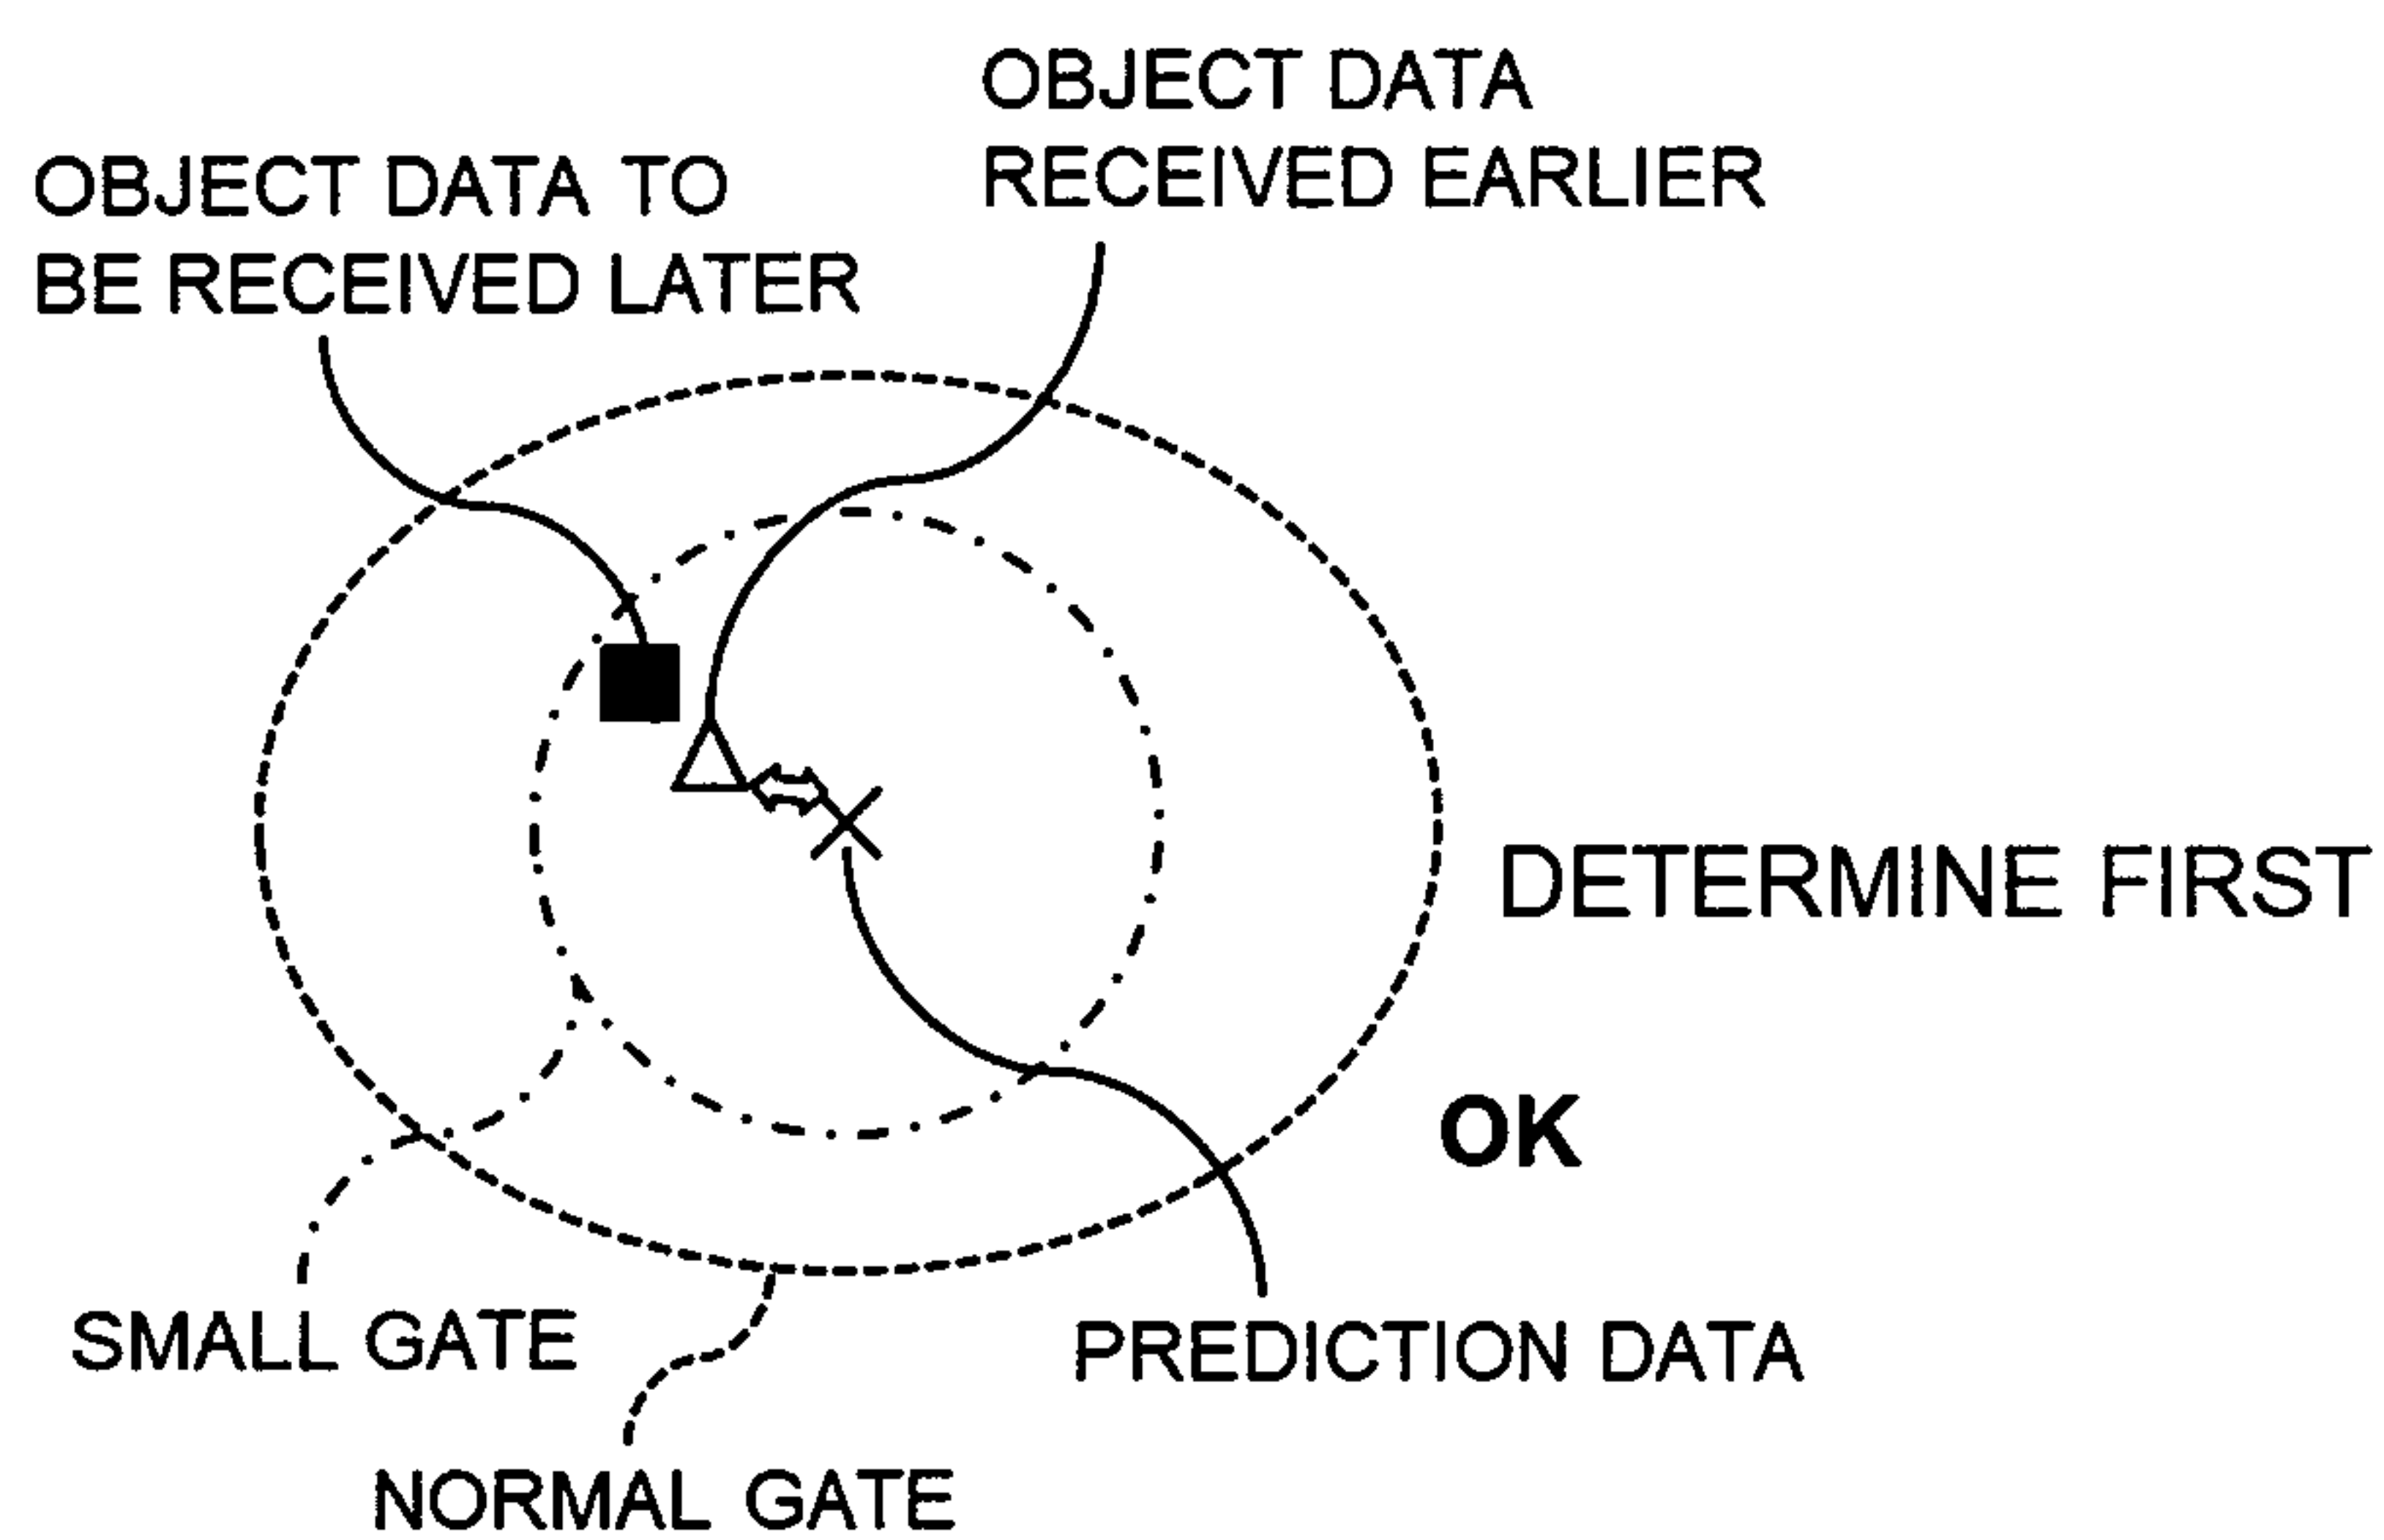 OBJECT DATA
RECEIVED EARLIER
OBJECT DATA TO
BE RECEIVED LATER
DETERMINE FIRST
OK
SMALL GATE
PREDICTION DATA
NORMAL GATE